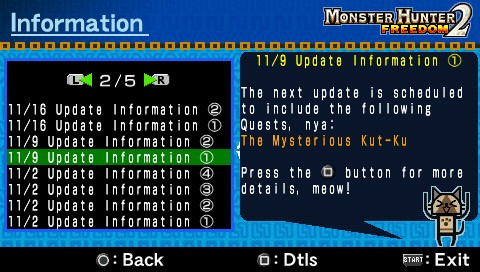 Information
MONSTER HUNTER
FREEDOM 2
L 2/5 R
11/16 Update Information ②
11/16 Update Information ①
11/9 Update Information ②
11/9 Update Information ①
11/2 Update Information ④
11/2 Update Information ③
11/2 Update Information ②
11/2 Update Information ①
11/9 Update Information ①
The next update is scheduled
to include the following
Quests, nya:
The Mysterious Kut-Ku
Press the □ button for more
details, meow!
○: Back
□: Dtls
START: Exit